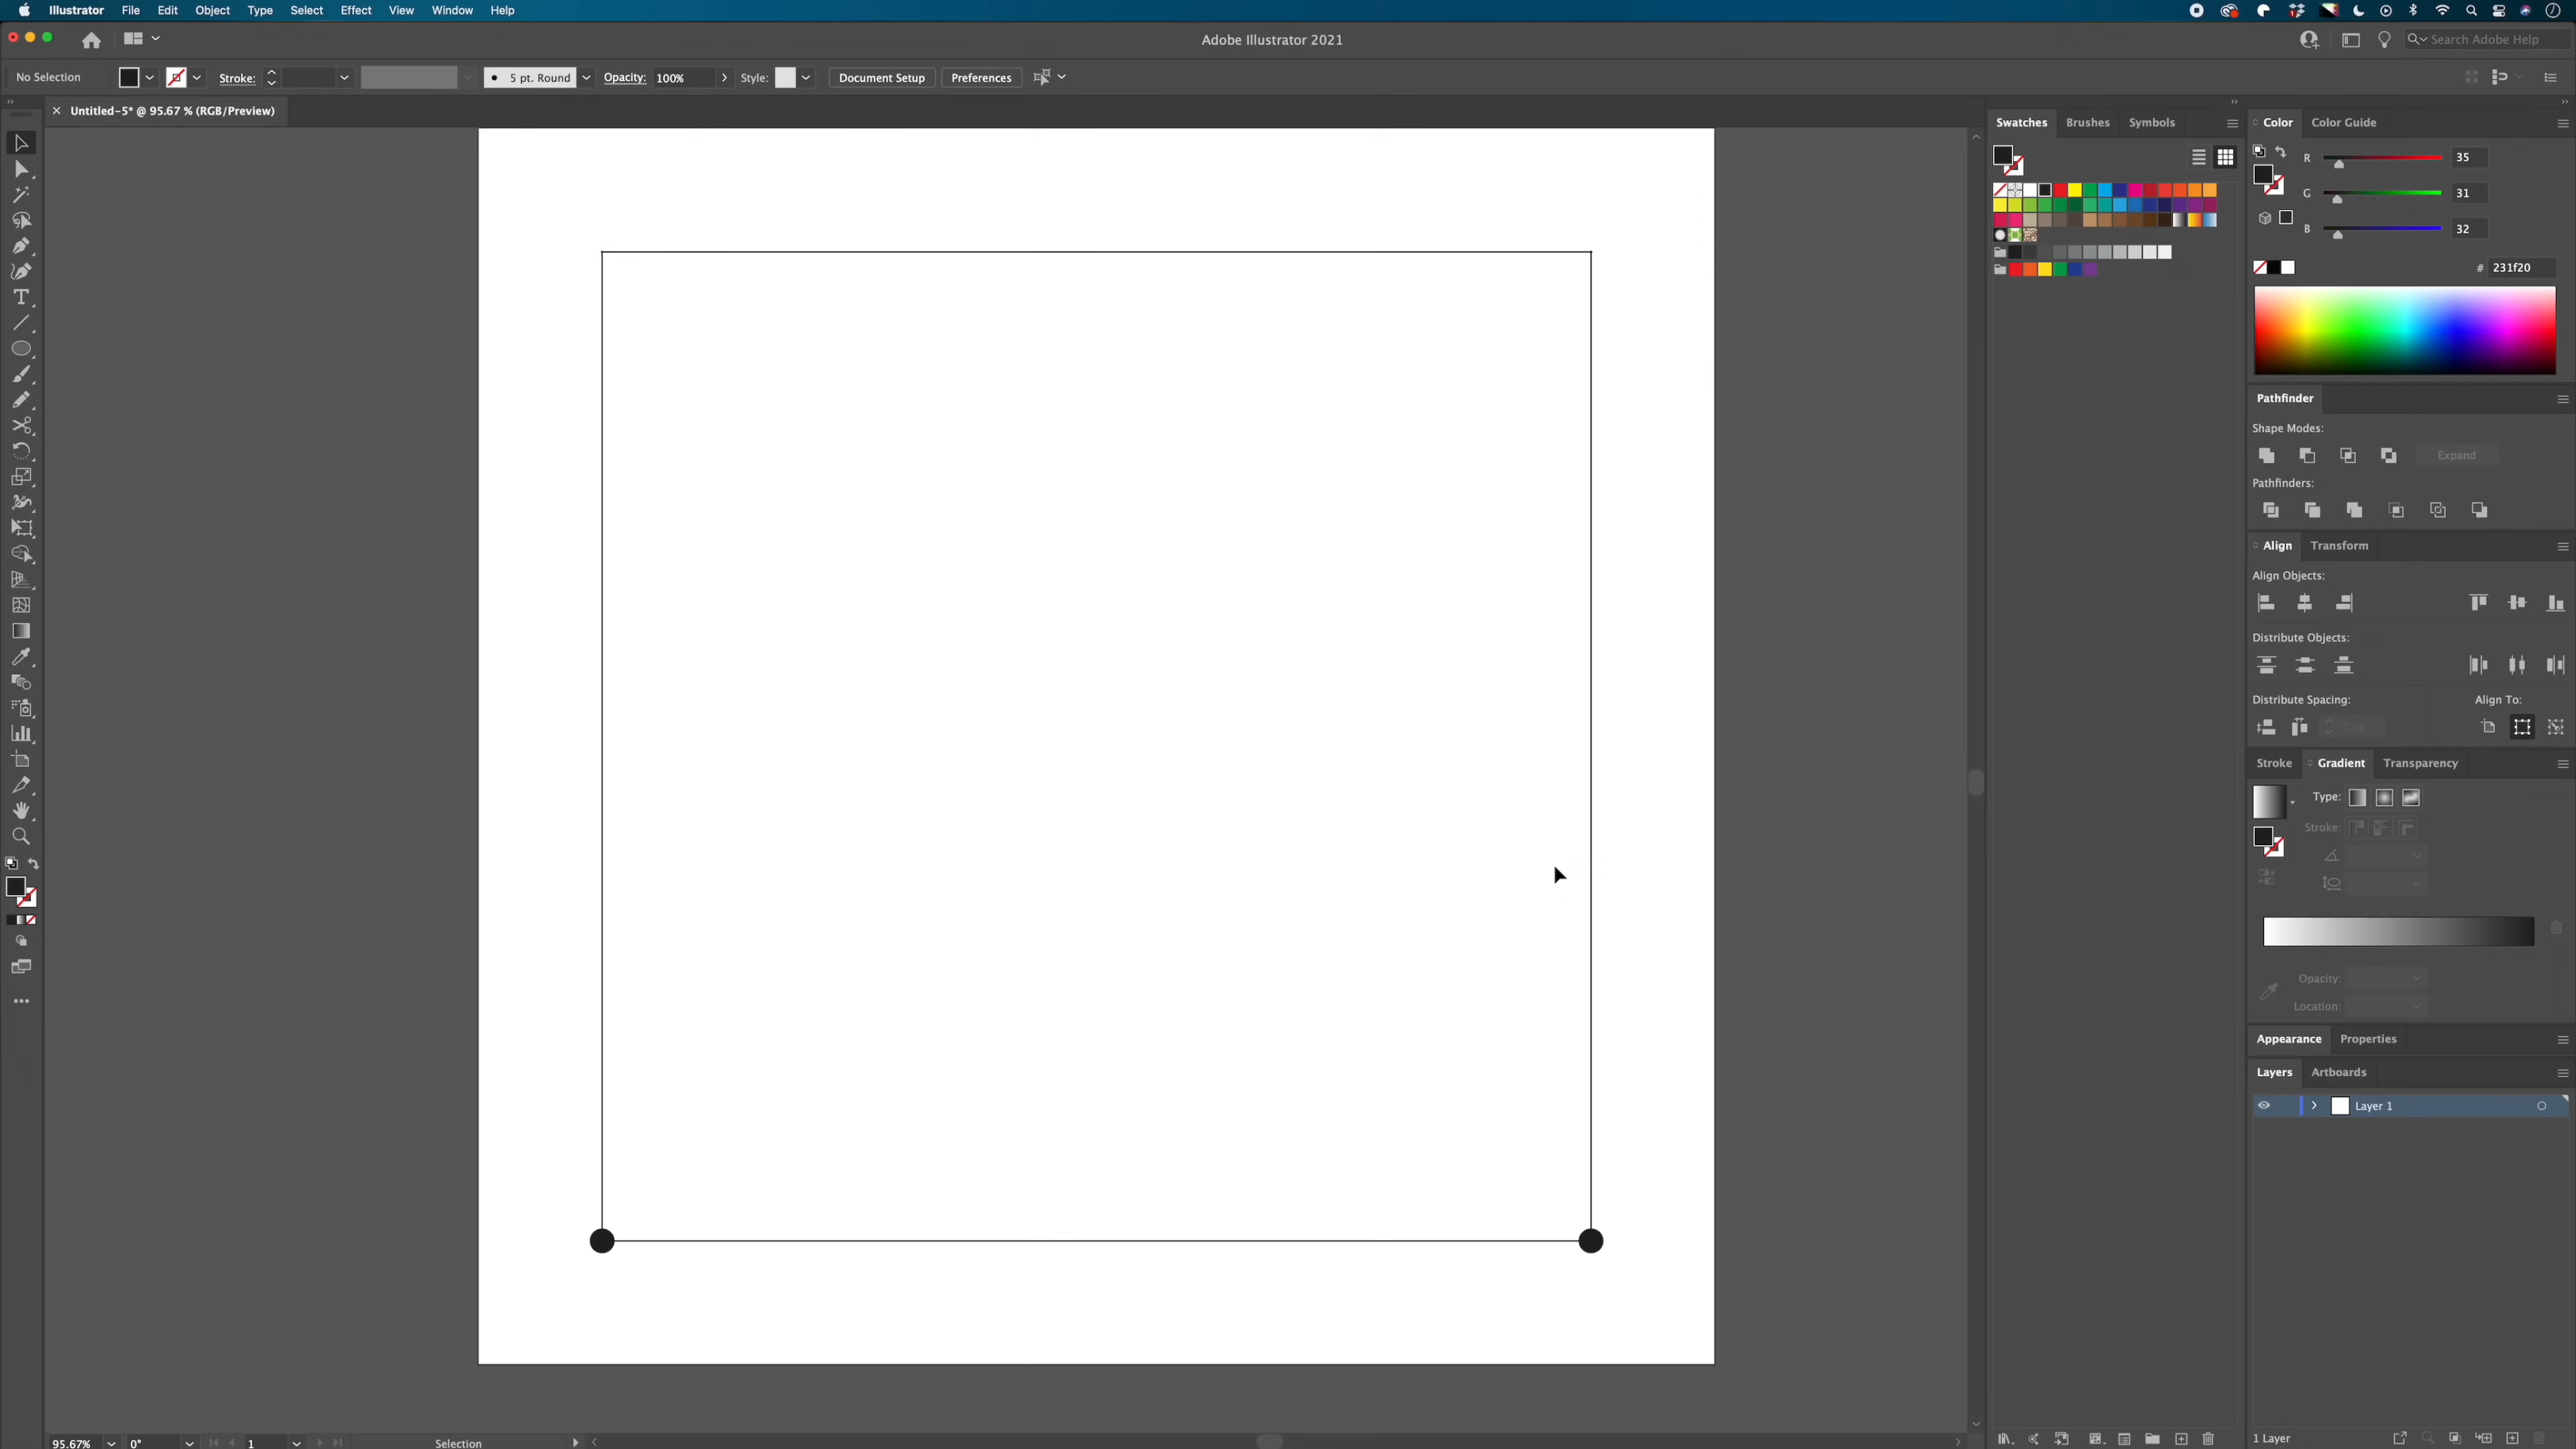 Illustrator File Edit Object Type Select Effect View Window Help
Adobe Illustrator 2021
Search Adobe Help
No Selection Stroke: 5 pt. Round Opacity: 100% Style: Document Setup Preferences
× Untitled-5* @ 95.67 % (RGB/Preview)
Swatches Brushes Symbols
Color Color Guide
R 35
G 31
B 32
# 231f20
Pathfinder
Shape Modes:
Expand
Pathfinders:
Align Transform
Align Objects:
Distribute Objects:
Distribute Spacing: Align To:
Stroke Gradient Transparency
Type:
Stroke:
Opacity:
Location:
Appearance Properties
Layers Artboards
Layer 1
95.67% 0° 1 Selection
1 Layer